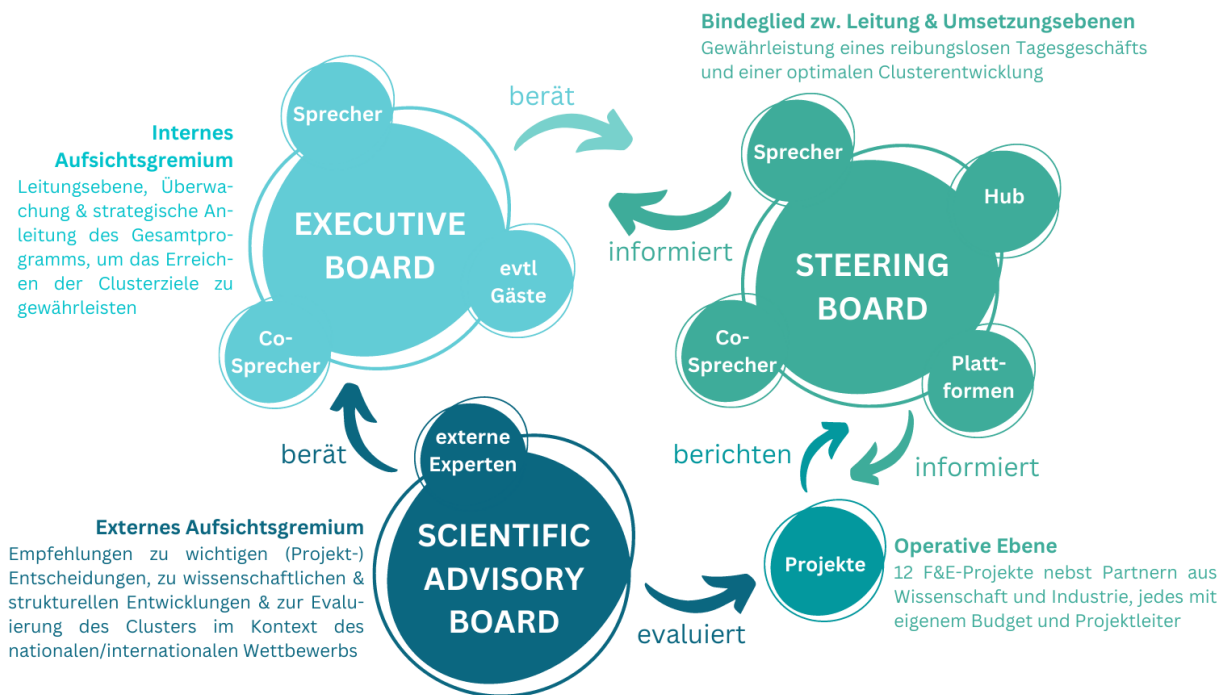 Bindeglied zw. Leitung & Umsetzungsebenen
Gewährleistung eines reibungslosen Tagesgeschäfts
und einer optimalen Clusterentwicklung
Internes
Aufsichtsgremium
Leitungsebene, Überwa-
chung & strategische An-
leitung des Gesamtpro-
gramms, um das Erreich-
en der Clusterziele zu
gewährleisten
Sprecher
EXECUTIVE
BOARD
evtl
Gäste
Co-
Sprecher
berät
informiert
Sprecher
Hub
STEERING
BOARD
Co-
Sprecher
Platt-
formen
berät
externe
Experten
SCIENTIFIC
ADVISORY
BOARD
Externes Aufsichtsgremium
Empfehlungen zu wichtigen (Projekt-)
Entscheidungen, zu wissenschaftlichen &
strukturellen Entwicklungen & zur Evalu-
ierung des Clusters im Kontext des
nationalen/internationalen Wettbewerbs
evaluiert
berichten
informiert
Projekte
Operative Ebene
12 F&E-Projekte nebst Partnern aus
Wissenschaft und Industrie, jedes mit
eigenem Budget und Projektleiter